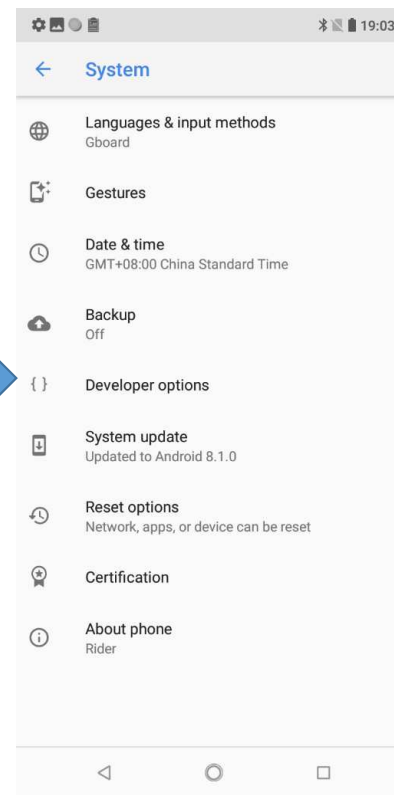 19:03
System
Languages & input methods
Gboard
Gestures
Date & time
GMT+08:00 China Standard Time
Backup
Off
{ } Developer options
System update
Updated to Android 8.1.0
Reset options
Network, apps, or device can be reset
Certification
About phone
Rider